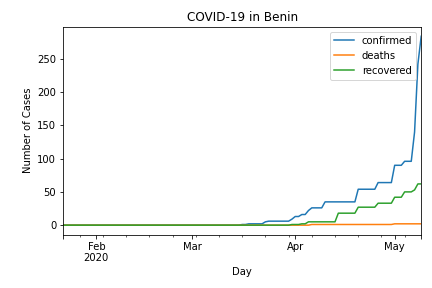 COVID-19 in Benin
confirmed
deaths
recovered
Number of Cases
250
200
150
100
50
0
Feb
2020
Mar
Apr
May
Day